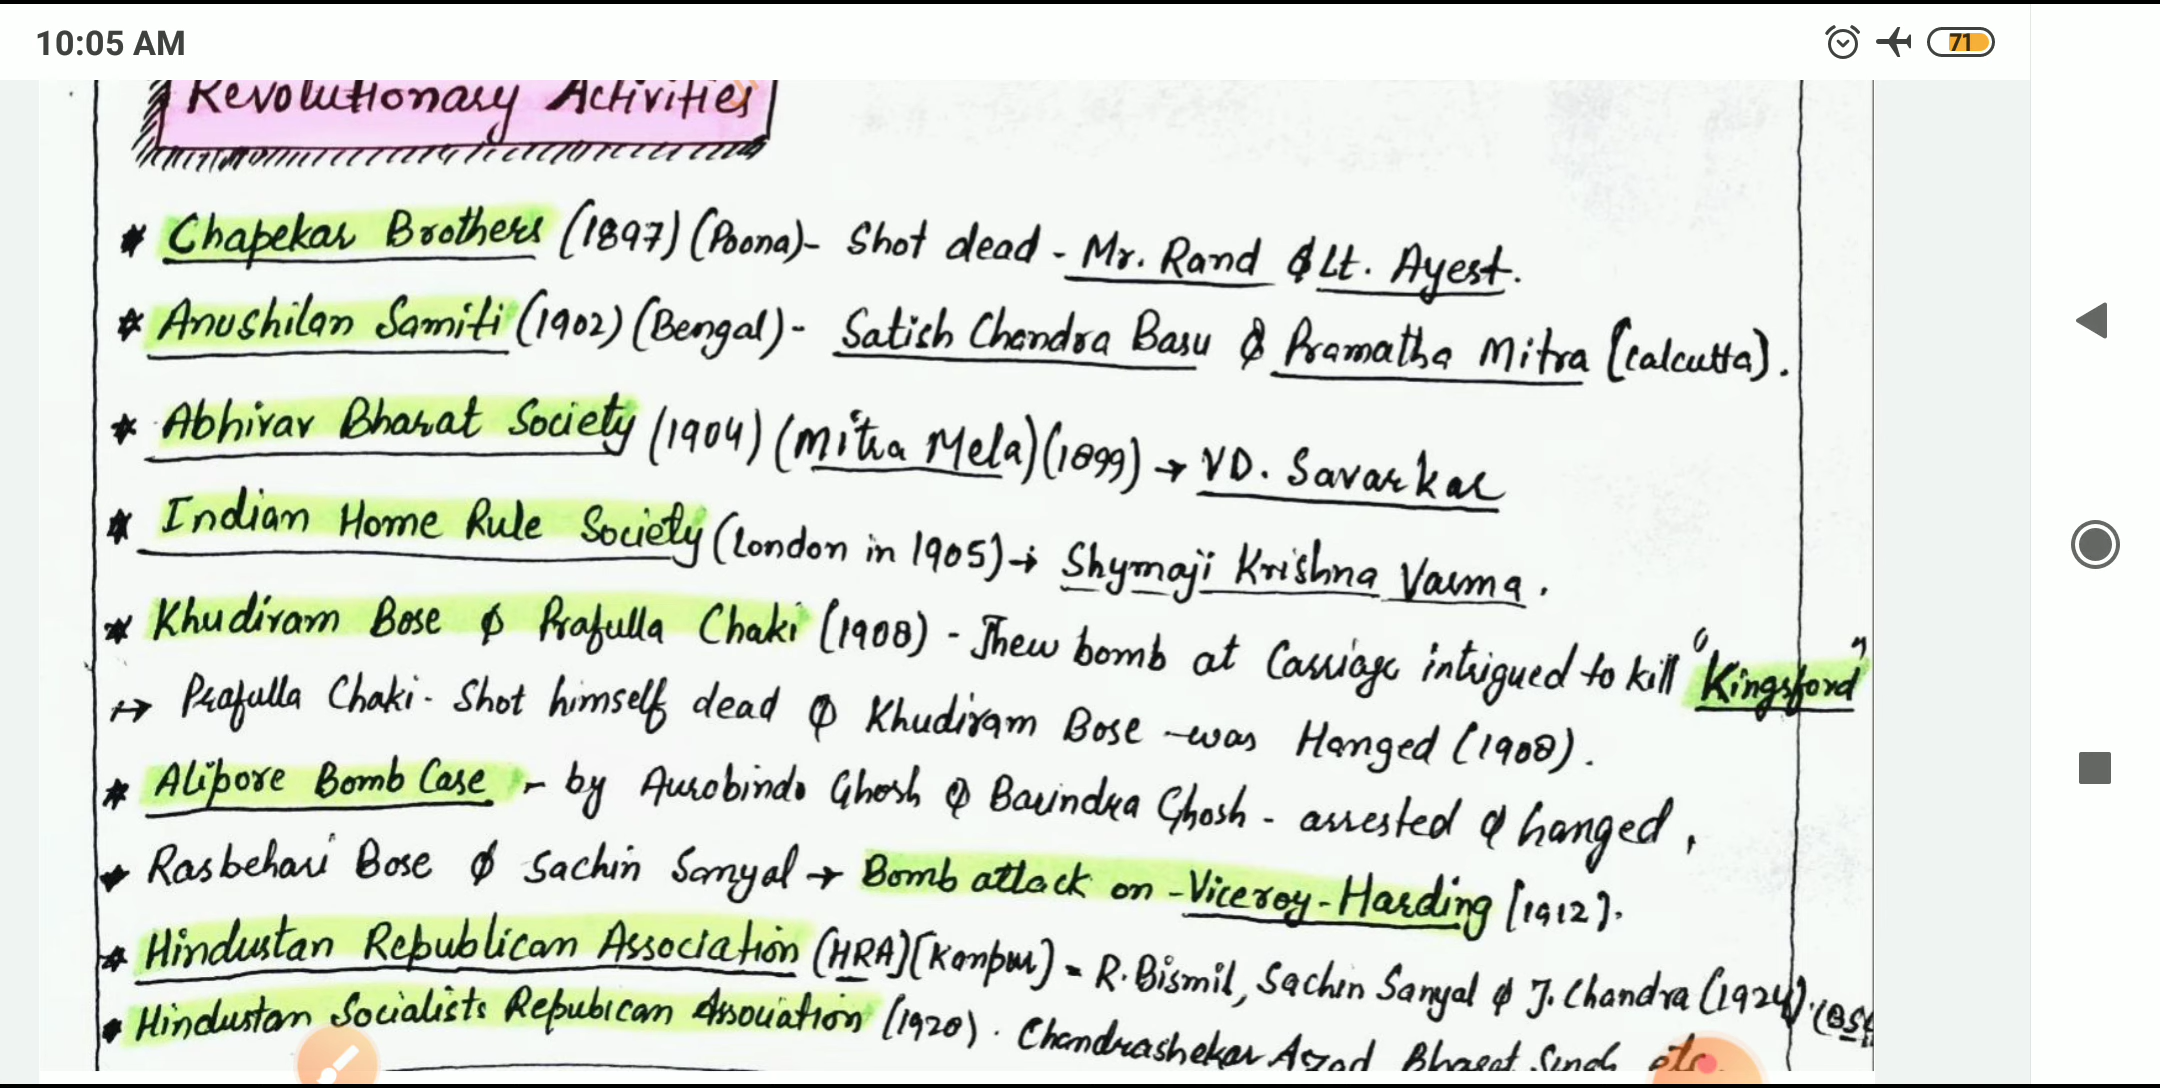 10:05 AM
71
Revolutionary Activities
* Chapekar Brothers (1897) (Poona)- Shot dead - Mr. Rand & Lt. Ayest.
* Anushilan Samiti (1902) (Bengal)- Satish Chandra Basu & Pramatha Mitra (Calcutta).
* Abhivav Bharat Society (1904) (Mitra Mela) (1899) → VD. Savarkar
* Indian Home Rule Society (London in 1905) → Shymaji Krishna Varma.
* Khudiram Bose & Prafulla Chaki (1908) - Thew bomb at Carriage intrigued to kill "Kingsford"
↦ Prafulla Chaki - Shot himself dead & Khudiram Bose - was Hanged (1908).
* Alipore Bomb Case - by Aurobindo Ghosh & Barindra Ghosh - arrested & hanged.
* Rasbehari Bose & Sachin Sanyal → Bomb attack on - Viceroy - Harding [1912].
* Hindustan Republican Association (HRA) [Kanpur) - R. Bismil, Sachin Sanyal & J. Chandra (1924).
* Hindustan Socialists Repubican Association (1928). Chandrashekar Azad Bhagat Singh etc